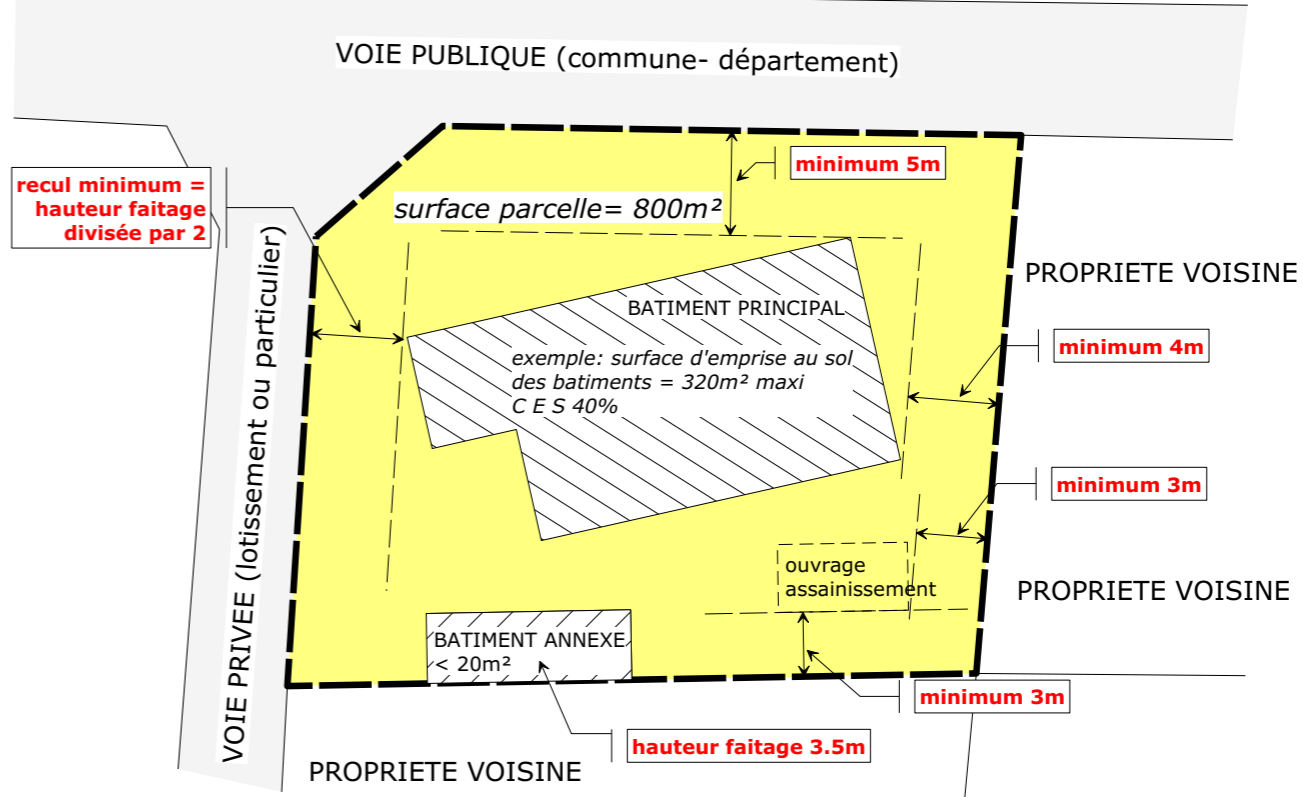 VOIE PUBLIQUE (commune- département)
minimum 5m
recul minimum =
hauteur faitage
divisée par 2
surface parcelle= 800m²
PROPRIETE VOISINE
BATIMENT PRINCIPAL
exemple: surface d'emprise au sol
des batiments = 320m² maxi
C E S 40%
minimum 4m
VOIE PRIVEE (lotissement ou particulier)
minimum 3m
ouvrage
assainissement
PROPRIETE VOISINE
BATIMENT ANNEXE
< 20m²
minimum 3m
hauteur faitage 3.5m
PROPRIETE VOISINE